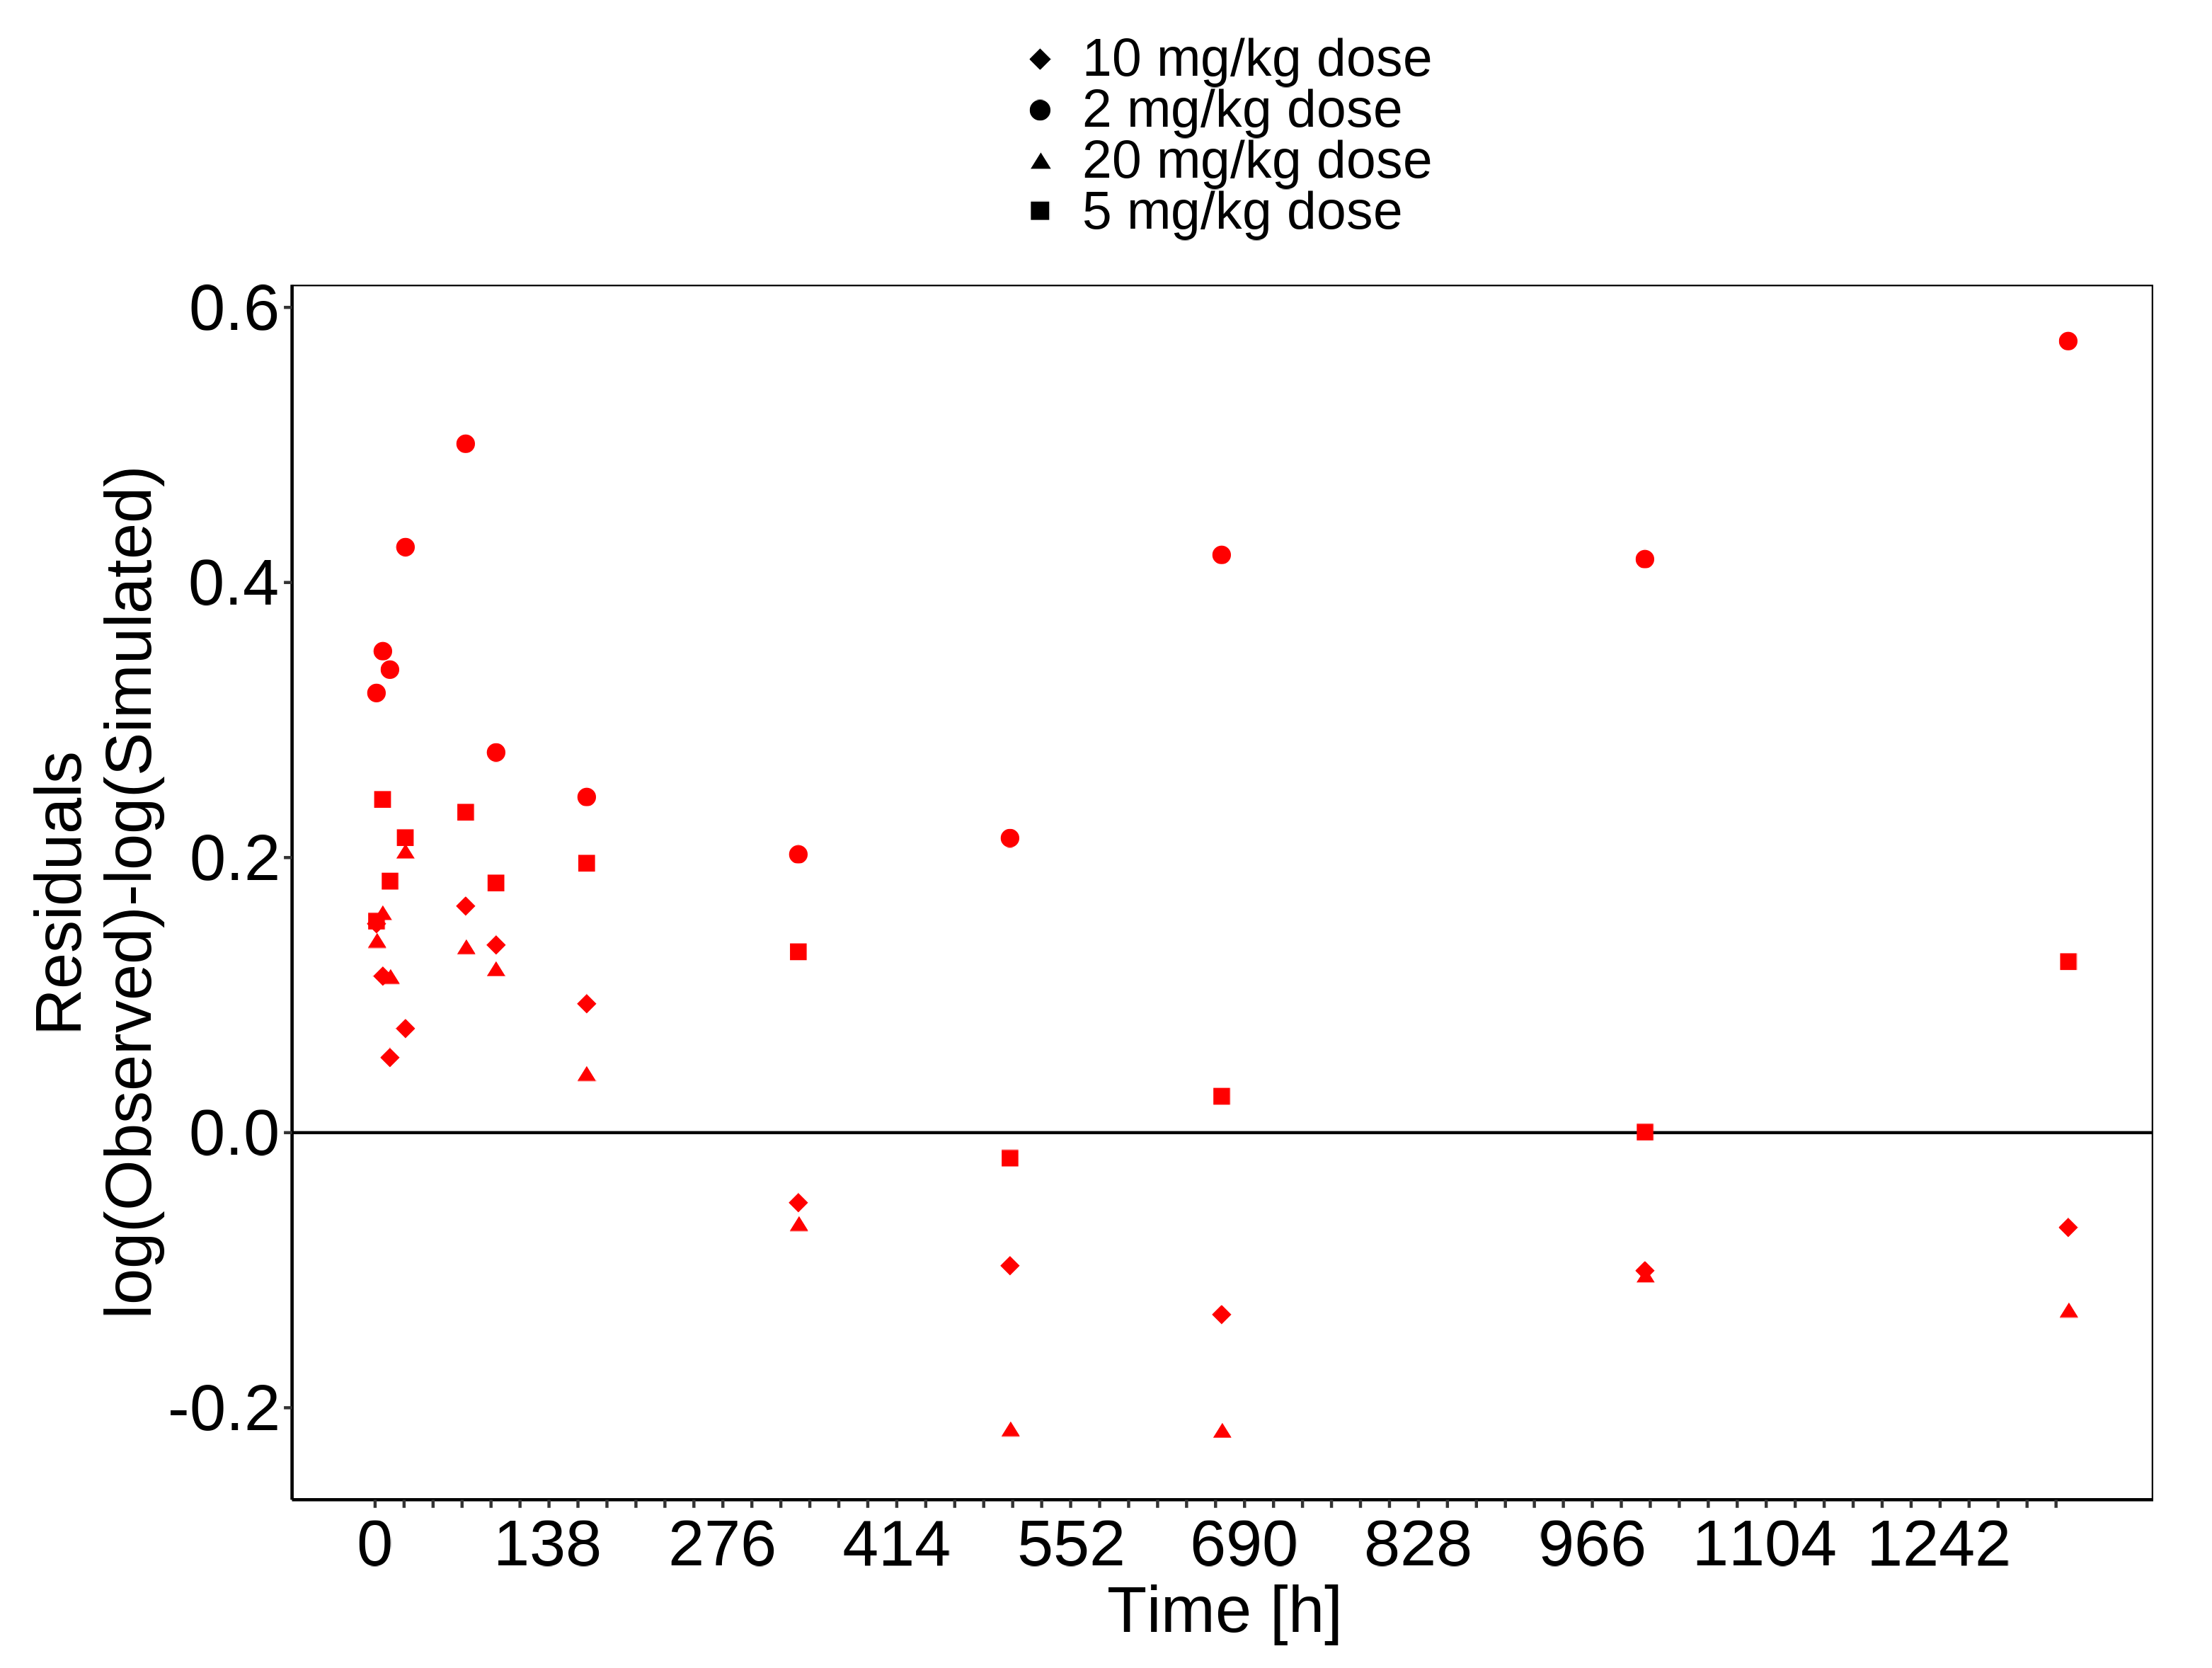 10 mg/kg dose
2 mg/kg dose
20 mg/kg dose
5 mg/kg dose
Residuals
log(Observed)-log(Simulated)
0.6
0.4
0.2
0.0
-0.2
0 138 276 414 552 690 828 966 1104 1242
Time [h]